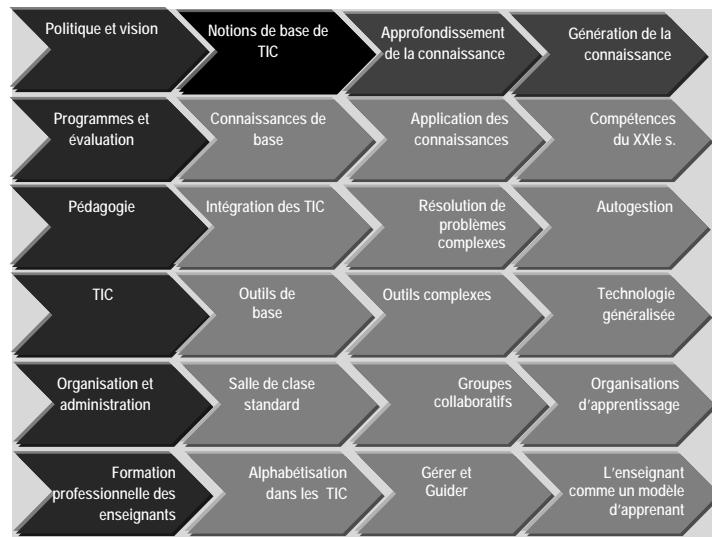 Politique et vision
Notions de base de
TIC
Approfondissement
de la connaissance
Génération de la
connaissance
Programmes et
évaluation
Connaissances de
base
Application des
connaissances
Compétences
du XXIe s.
Pédagogie
Intégration des TIC
Résolution de
problèmes
complexes
Autogestion
TIC
Outils de
base
Outils complexes
Technologie
généralisée
Organisation et
administration
Salle de clase
standard
Groupes
collaboratifs
Organisations
d'apprentissage
Formation
professionnelle des
enseignants
Alphabétisation
dans les TIC
Gérer et
Guider
L'enseignant
comme un modèle
d'apprenant